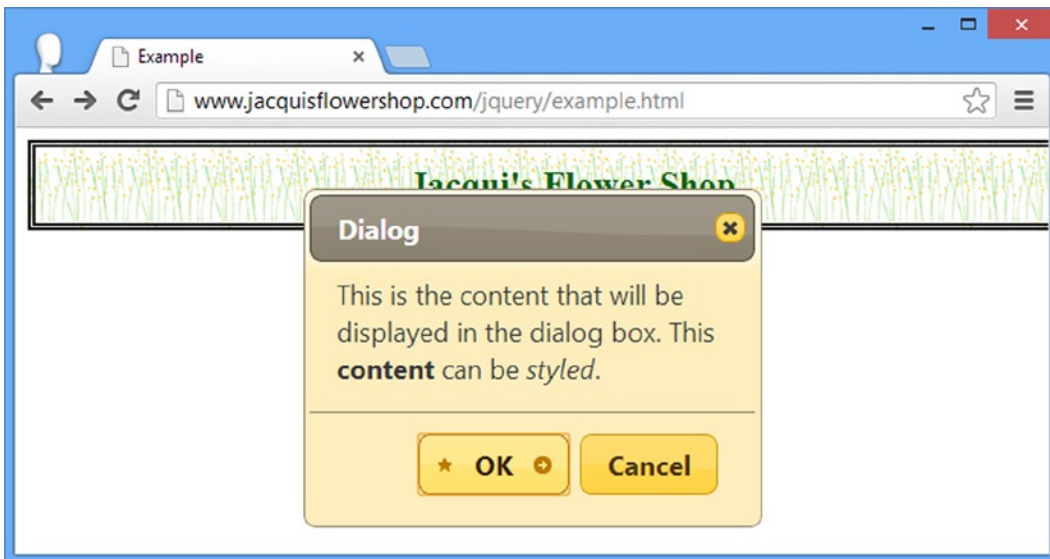 Example
www.jacquisflowershop.com/jquery/example.html
Jacqui's Flower Shop
Dialog
This is the content that will be
displayed in the dialog box. This
content can be styled.
OK
Cancel